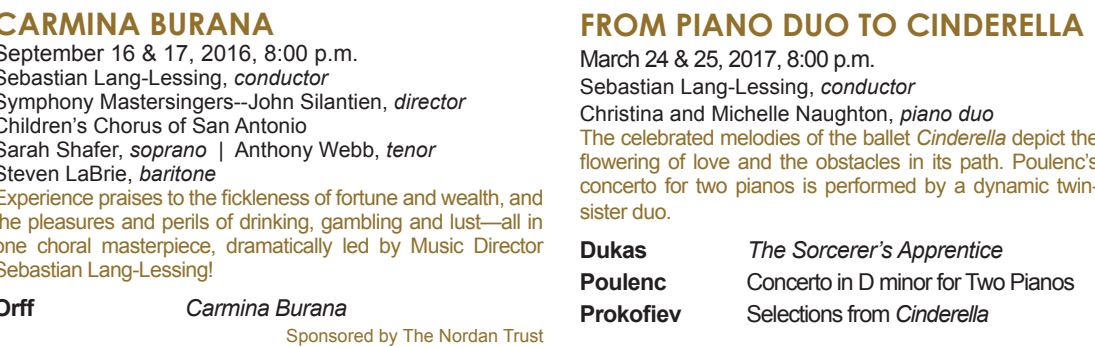 CARMINA BURANA
September 16 & 17, 2016, 8:00 p.m.
Sebastian Lang-Lessing, conductor
Symphony Mastersingers--John Silantien, director
Children's Chorus of San Antonio
Sarah Shafer, soprano | Anthony Webb, tenor
Steven LaBrie, baritone
Experience praises to the fickleness of fortune and wealth, and
the pleasures and perils of drinking, gambling and lust—all in
one choral masterpiece, dramatically led by Music Director
Sebastian Lang-Lessing!
Orff Carmina Burana
Sponsored by The Nordan Trust
FROM PIANO DUO TO CINDERELLA
March 24 & 25, 2017, 8:00 p.m.
Sebastian Lang-Lessing, conductor
Christina and Michelle Naughton, piano duo
The celebrated melodies of the ballet Cinderella depict the
flowering of love and the obstacles in its path. Poulenc's
concerto for two pianos is performed by a dynamic twin-
sister duo.
Dukas The Sorcerer's Apprentice
Poulenc Concerto in D minor for Two Pianos
Prokofiev Selections from Cinderella